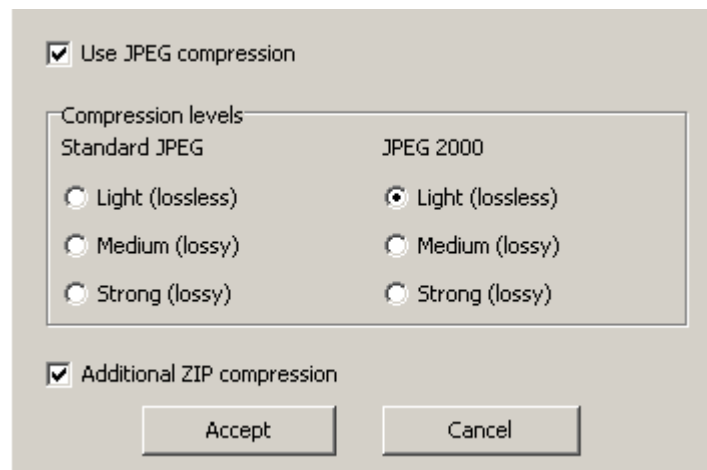 Use JPEG compression
Compression levels
Standard JPEG
JPEG 2000
Light (lossless)
Light (lossless)
Medium (lossy)
Medium (lossy)
Strong (lossy)
Strong (lossy)
Additional ZIP compression
Accept
Cancel